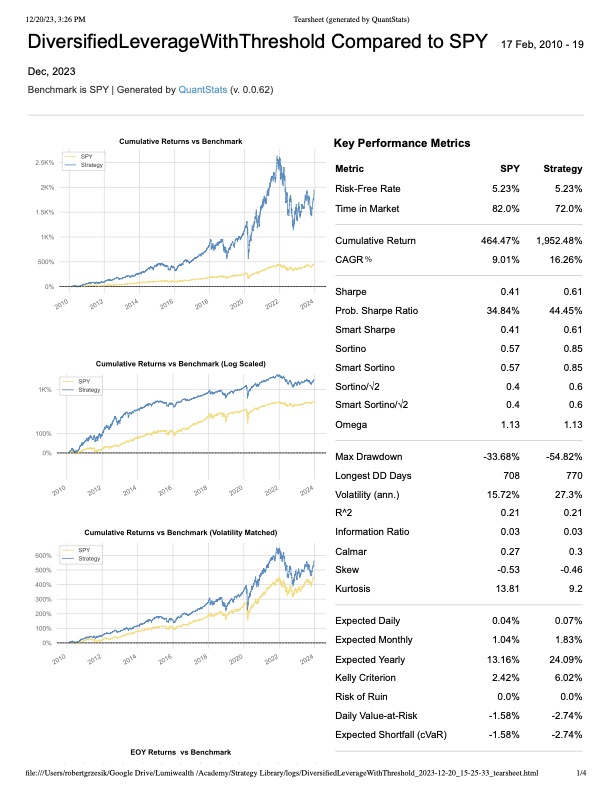 12/20/23, 3:26 PM Tearsheet (generated by QuantStats)
DiversifiedLeverageWithThreshold Compared to SPY 17 Feb, 2010 - 19
Dec, 2023
Benchmark is SPY | Generated by QuantStats (v. 0.0.62)
Cumulative Returns vs Benchmark
SPY
Strategy
2.5K%
2K%
1.5K%
1K%
500%
0%
2010 2012 2014 2016 2018 2020 2022 2024
Cumulative Returns vs Benchmark (Log Scaled)
SPY
Strategy
1K%
100%
0%
2010 2012 2014 2016 2018 2020 2022 2024
Cumulative Returns vs Benchmark (Volatility Matched)
SPY
Strategy
600%
500%
400%
300%
200%
100%
0%
2010 2012 2014 2016 2018 2020 2022 2024
EOY Returns vs Benchmark
Key Performance Metrics
Metric SPY Strategy
Risk-Free Rate 5.23% 5.23%
Time in Market 82.0% 72.0%
Cumulative Return 464.47% 1,952.48%
CAGR﹪ 9.01% 16.26%
Sharpe 0.41 0.61
Prob. Sharpe Ratio 34.84% 44.45%
Smart Sharpe 0.41 0.61
Sortino 0.57 0.85
Smart Sortino 0.57 0.85
Sortino/√2 0.4 0.6
Smart Sortino/√2 0.4 0.6
Omega 1.13 1.13
Max Drawdown -33.68% -54.82%
Longest DD Days 708 770
Volatility (ann.) 15.72% 27.3%
R^2 0.21 0.21
Information Ratio 0.03 0.03
Calmar 0.27 0.3
Skew -0.53 -0.46
Kurtosis 13.81 9.2
Expected Daily 0.04% 0.07%
Expected Monthly 1.04% 1.83%
Expected Yearly 13.16% 24.09%
Kelly Criterion 2.42% 6.02%
Risk of Ruin 0.0% 0.0%
Daily Value-at-Risk -1.58% -2.74%
Expected Shortfall (cVaR) -1.58% -2.74%
file:///Users/robertgrzesik/Google Drive/Lumiwealth /Academy/Strategy Library/logs/DiversifiedLeverageWithThreshold_2023-12-20_15-25-33_tearsheet.html 1/4